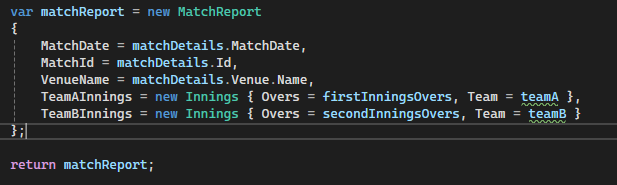 var matchReport = new MatchReport
{
    MatchDate = matchDetails.MatchDate,
    MatchId = matchDetails.Id,
    VenueName = matchDetails.Venue.Name,
    TeamAInnings = new Innings { Overs = firstInningsOvers, Team = teamA },
    TeamBInnings = new Innings { Overs = secondInningsOvers, Team = teamB }
};
return matchReport;